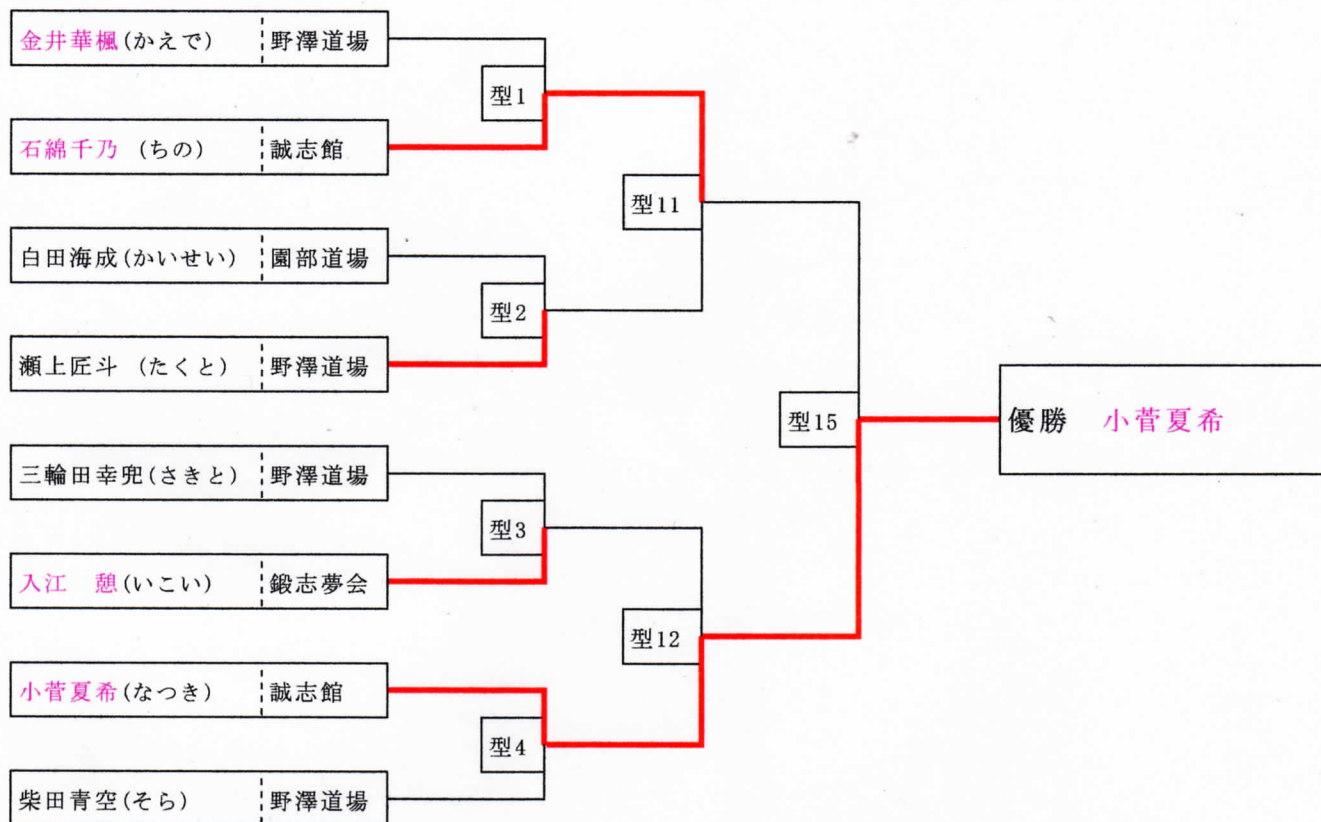 金井華楓(かえで) 野澤道場
型1
石綿千乃 (ちの) 誠志館
型11
白田海成(かいせい) 園部道場
型2
瀬上匠斗 (たくと) 野澤道場
型15
優勝 小菅夏希
三輪田幸兜(さきと) 野澤道場
型3
入江 憩(いこい) 鍛志夢会
型12
小菅夏希(なつき) 誠志館
型4
柴田青空(そら) 野澤道場